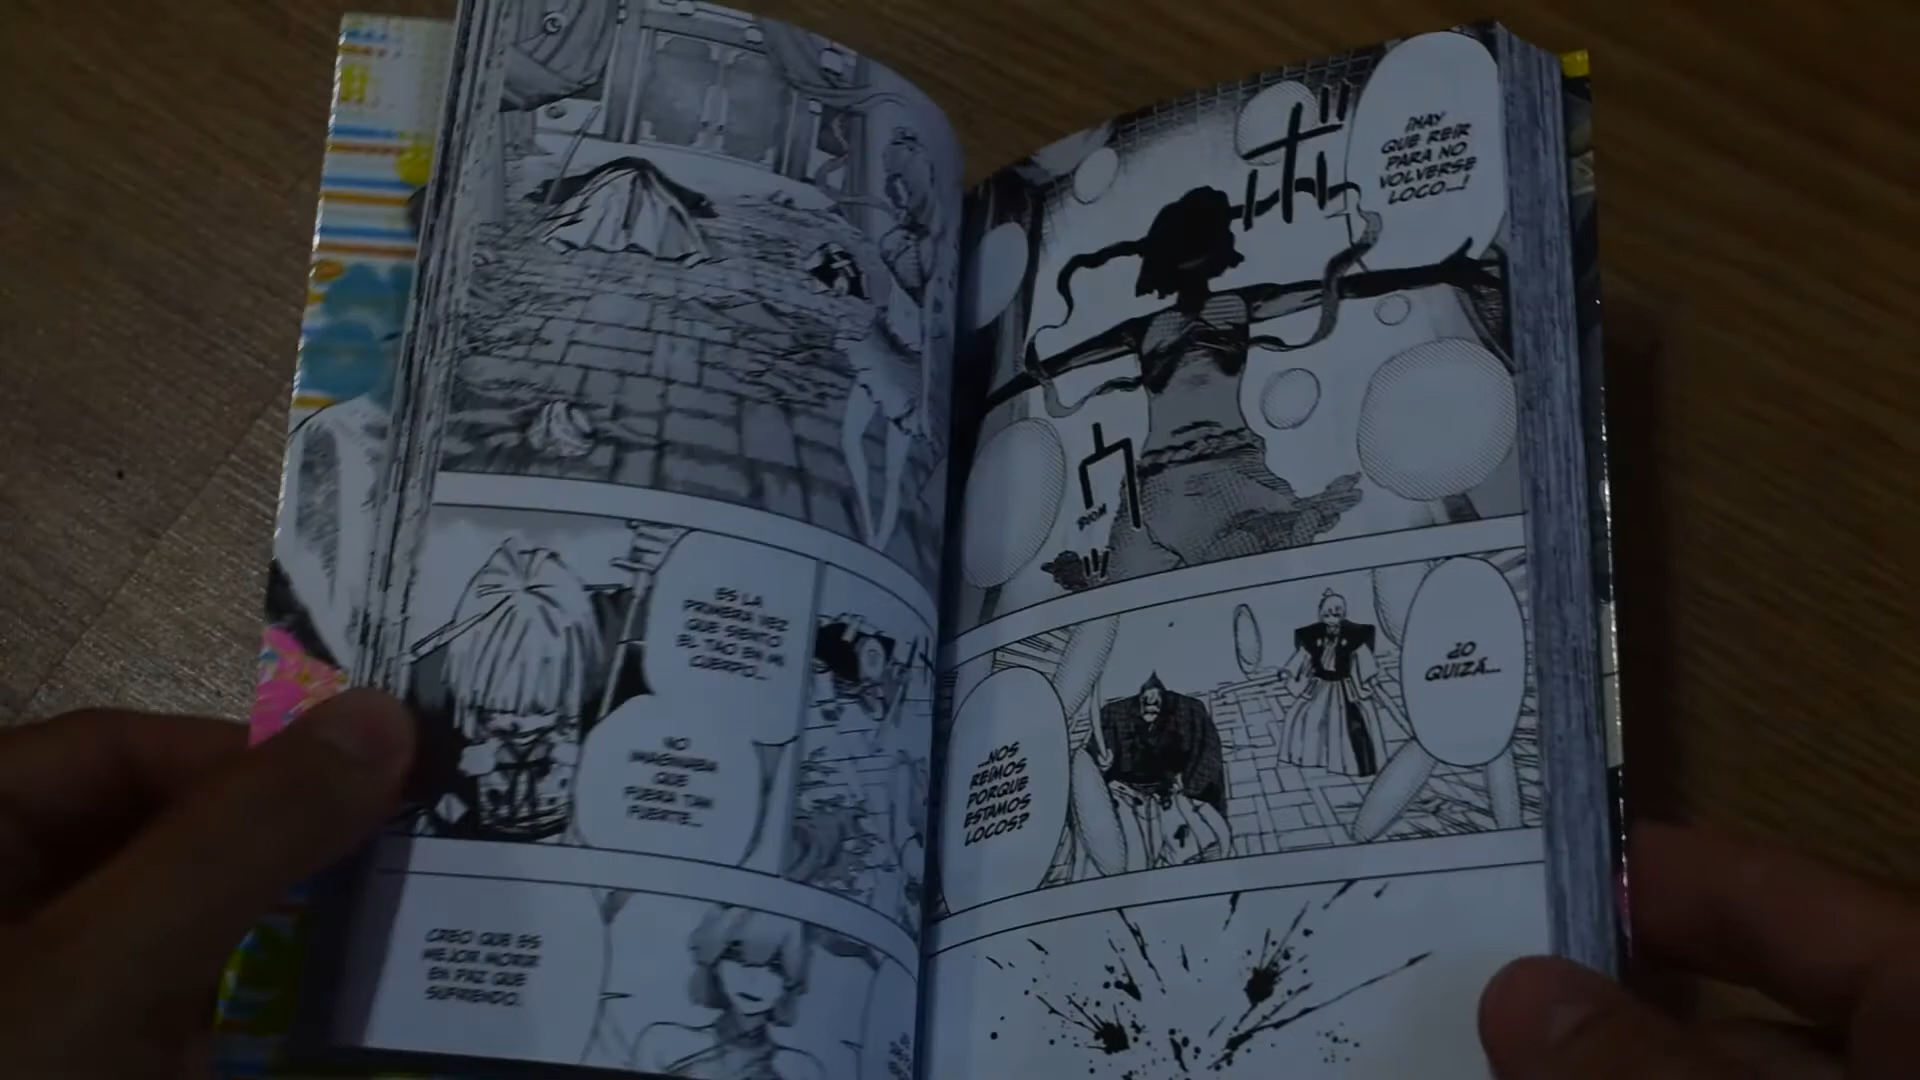 ES LA
PRIMERA VEZ
QUE SIENTO
EL TAO EN MI
CUERPO...
NO
IMAGINABA
QUE
FUERA TAN
FUERTE...
CREO QUE ES
MEJOR MORIR
EN PAZ QUE
SUFRIENDO.
¡HAY
QUE REÍR
PARA NO
VOLVERSE
LOCO...!
¿O
QUIZÁ...
...NOS
REÍMOS
PORQUE
ESTAMOS
LOCOS?